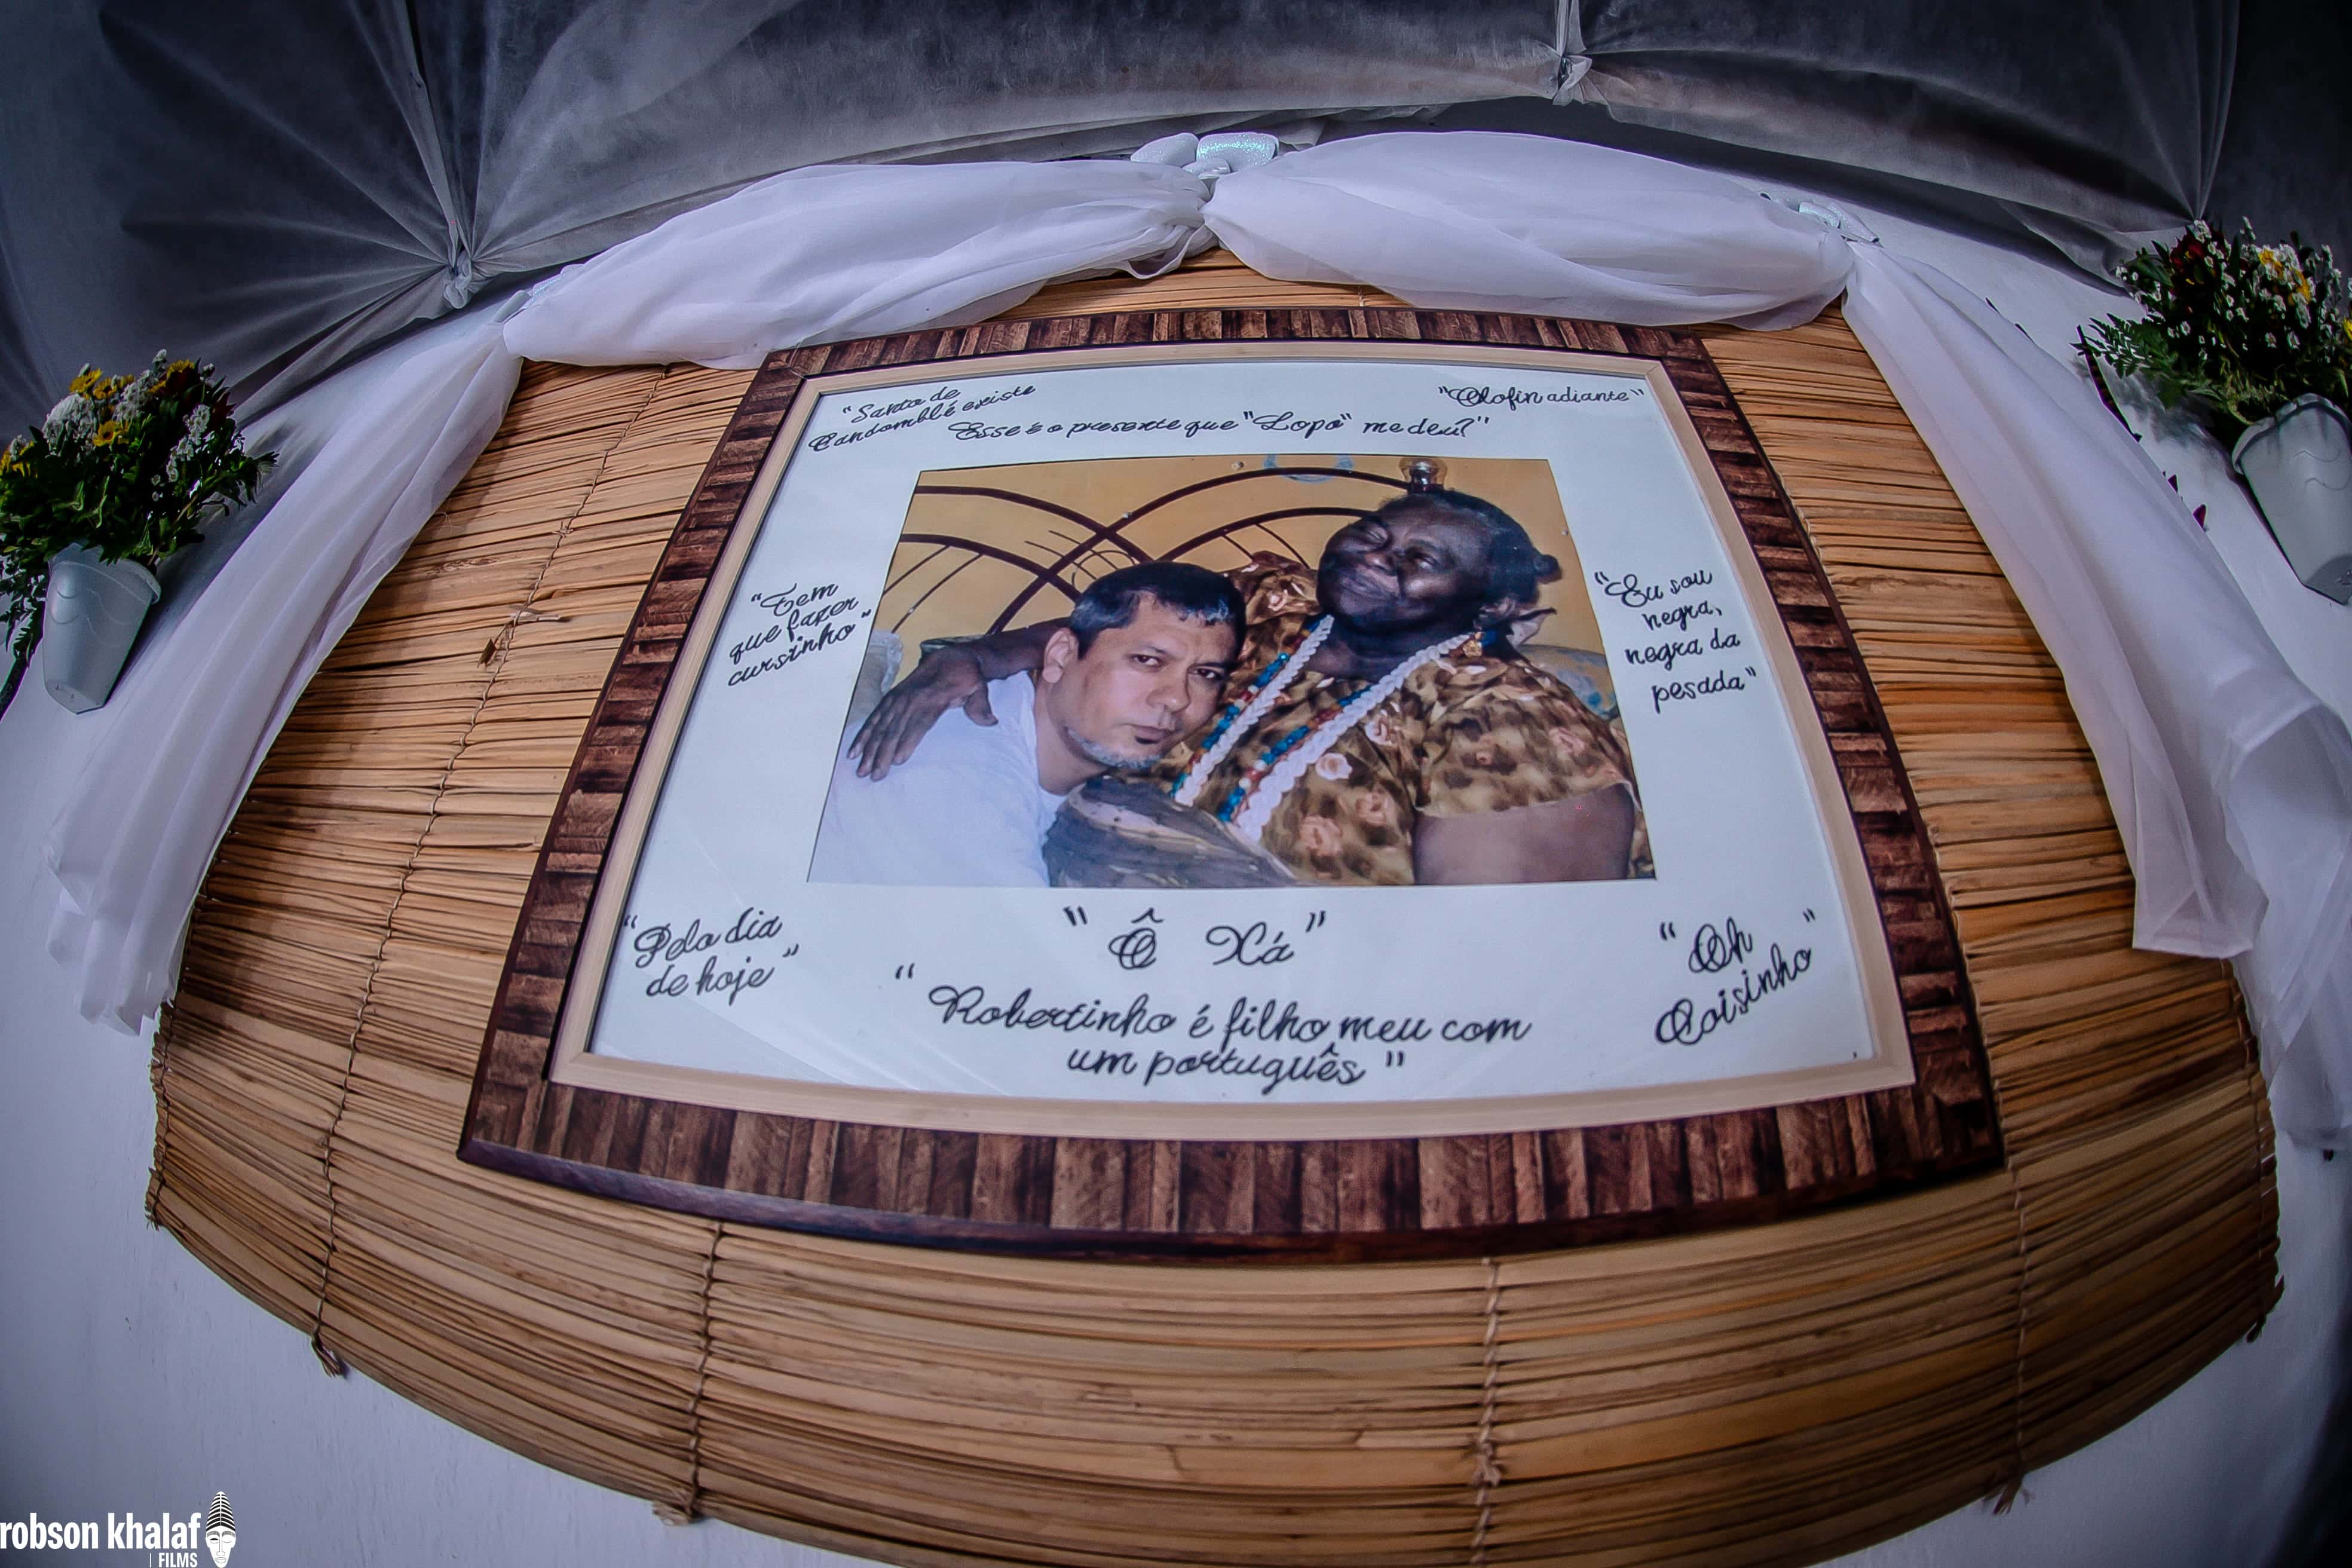 "Santo de
Candomblé existe
"Olofin adiante"
Esse é o presente que "Lopo" me deu?"
"Tem
que fazer
cursinho"
"Eu sou
negra,
negra da
pesada"
"Pelo dia
de hoje"
"Ô Xá"
"Oh
Coisinho"
"Robertinho é filho meu com
um português"
robson khalaf
| FILMS